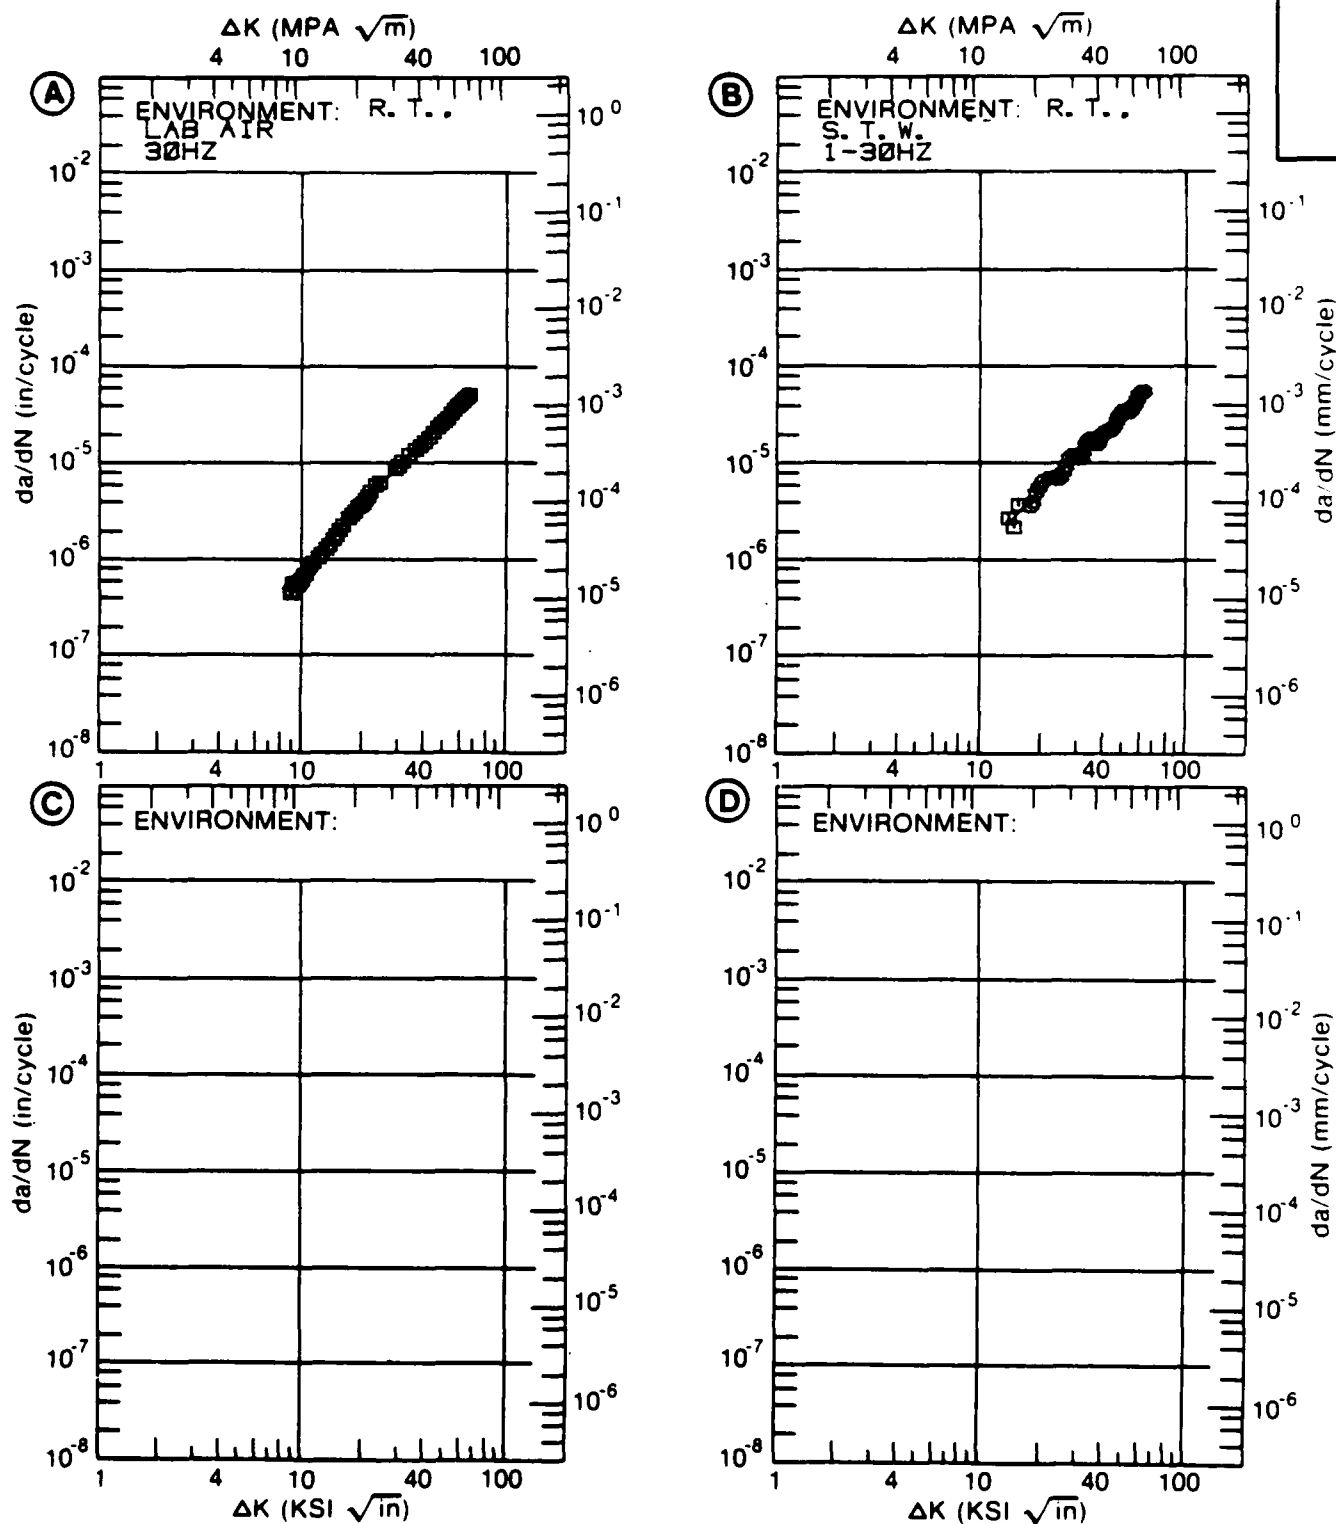 ΔK (MPA √m)
4 10 40 100
A
ENVIRONMENT: R. T..
LAB AIR
30HZ
da/dN (in/cycle)
10^-2
10^-3
10^-4
10^-5
10^-6
10^-7
10^-8
10^0
10^-1
10^-2
10^-3
10^-4
10^-5
10^-6
1 4 10 40 100
ΔK (MPA √m)
4 10 40 100
B
ENVIRONMENT: R. T..
S. T. W.
1-30HZ
10^-2
10^-3
10^-4
10^-5
10^-6
10^-7
10^-8
10^-1
10^-2
10^-3
10^-4
10^-5
10^-6
da/dN (mm/cycle)
1 4 10 40 100
C
ENVIRONMENT:
da/dN (in/cycle)
10^-2
10^-3
10^-4
10^-5
10^-6
10^-7
10^-8
10^0
10^-1
10^-2
10^-3
10^-4
10^-5
10^-6
1 4 10 40 100
ΔK (KSI √in)
D
ENVIRONMENT:
10^-2
10^-3
10^-4
10^-5
10^-6
10^-7
10^-8
10^0
10^-1
10^-2
10^-3
10^-4
10^-5
10^-6
da/dN (mm/cycle)
1 4 10 40 100
ΔK (KSI √in)